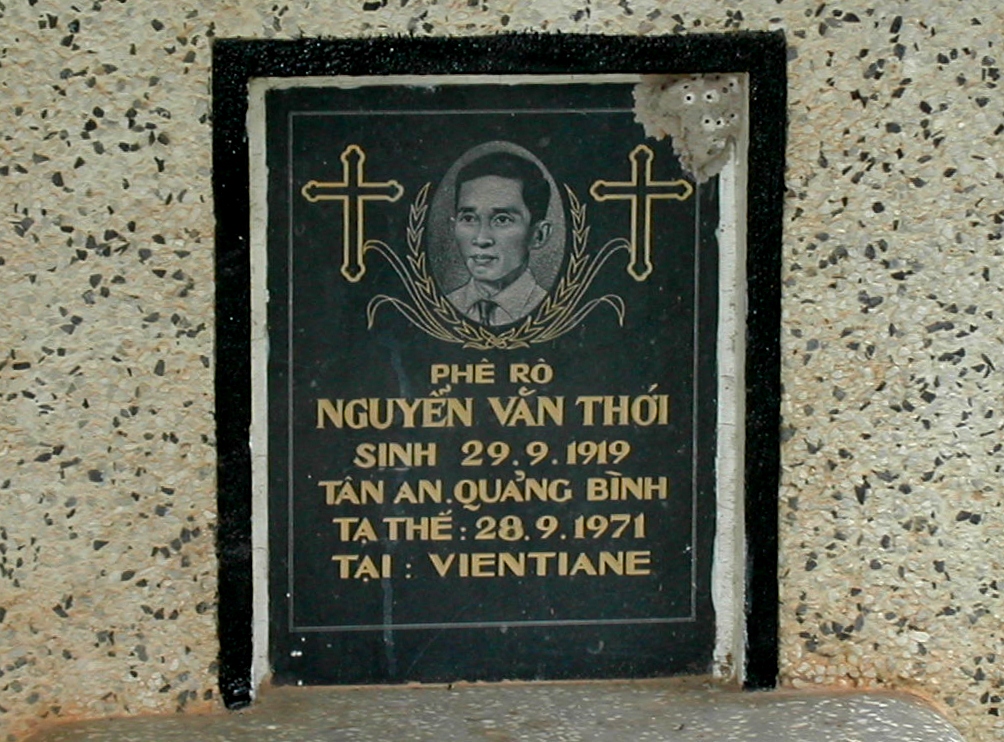 PHÊ RÔ
NGUYỄN VĂN THỚI
SINH 29.9.1919
TÂN AN.QUẢNG BÌNH
TẠ THẾ: 28.9.1971
TẠI: VIENTIANE